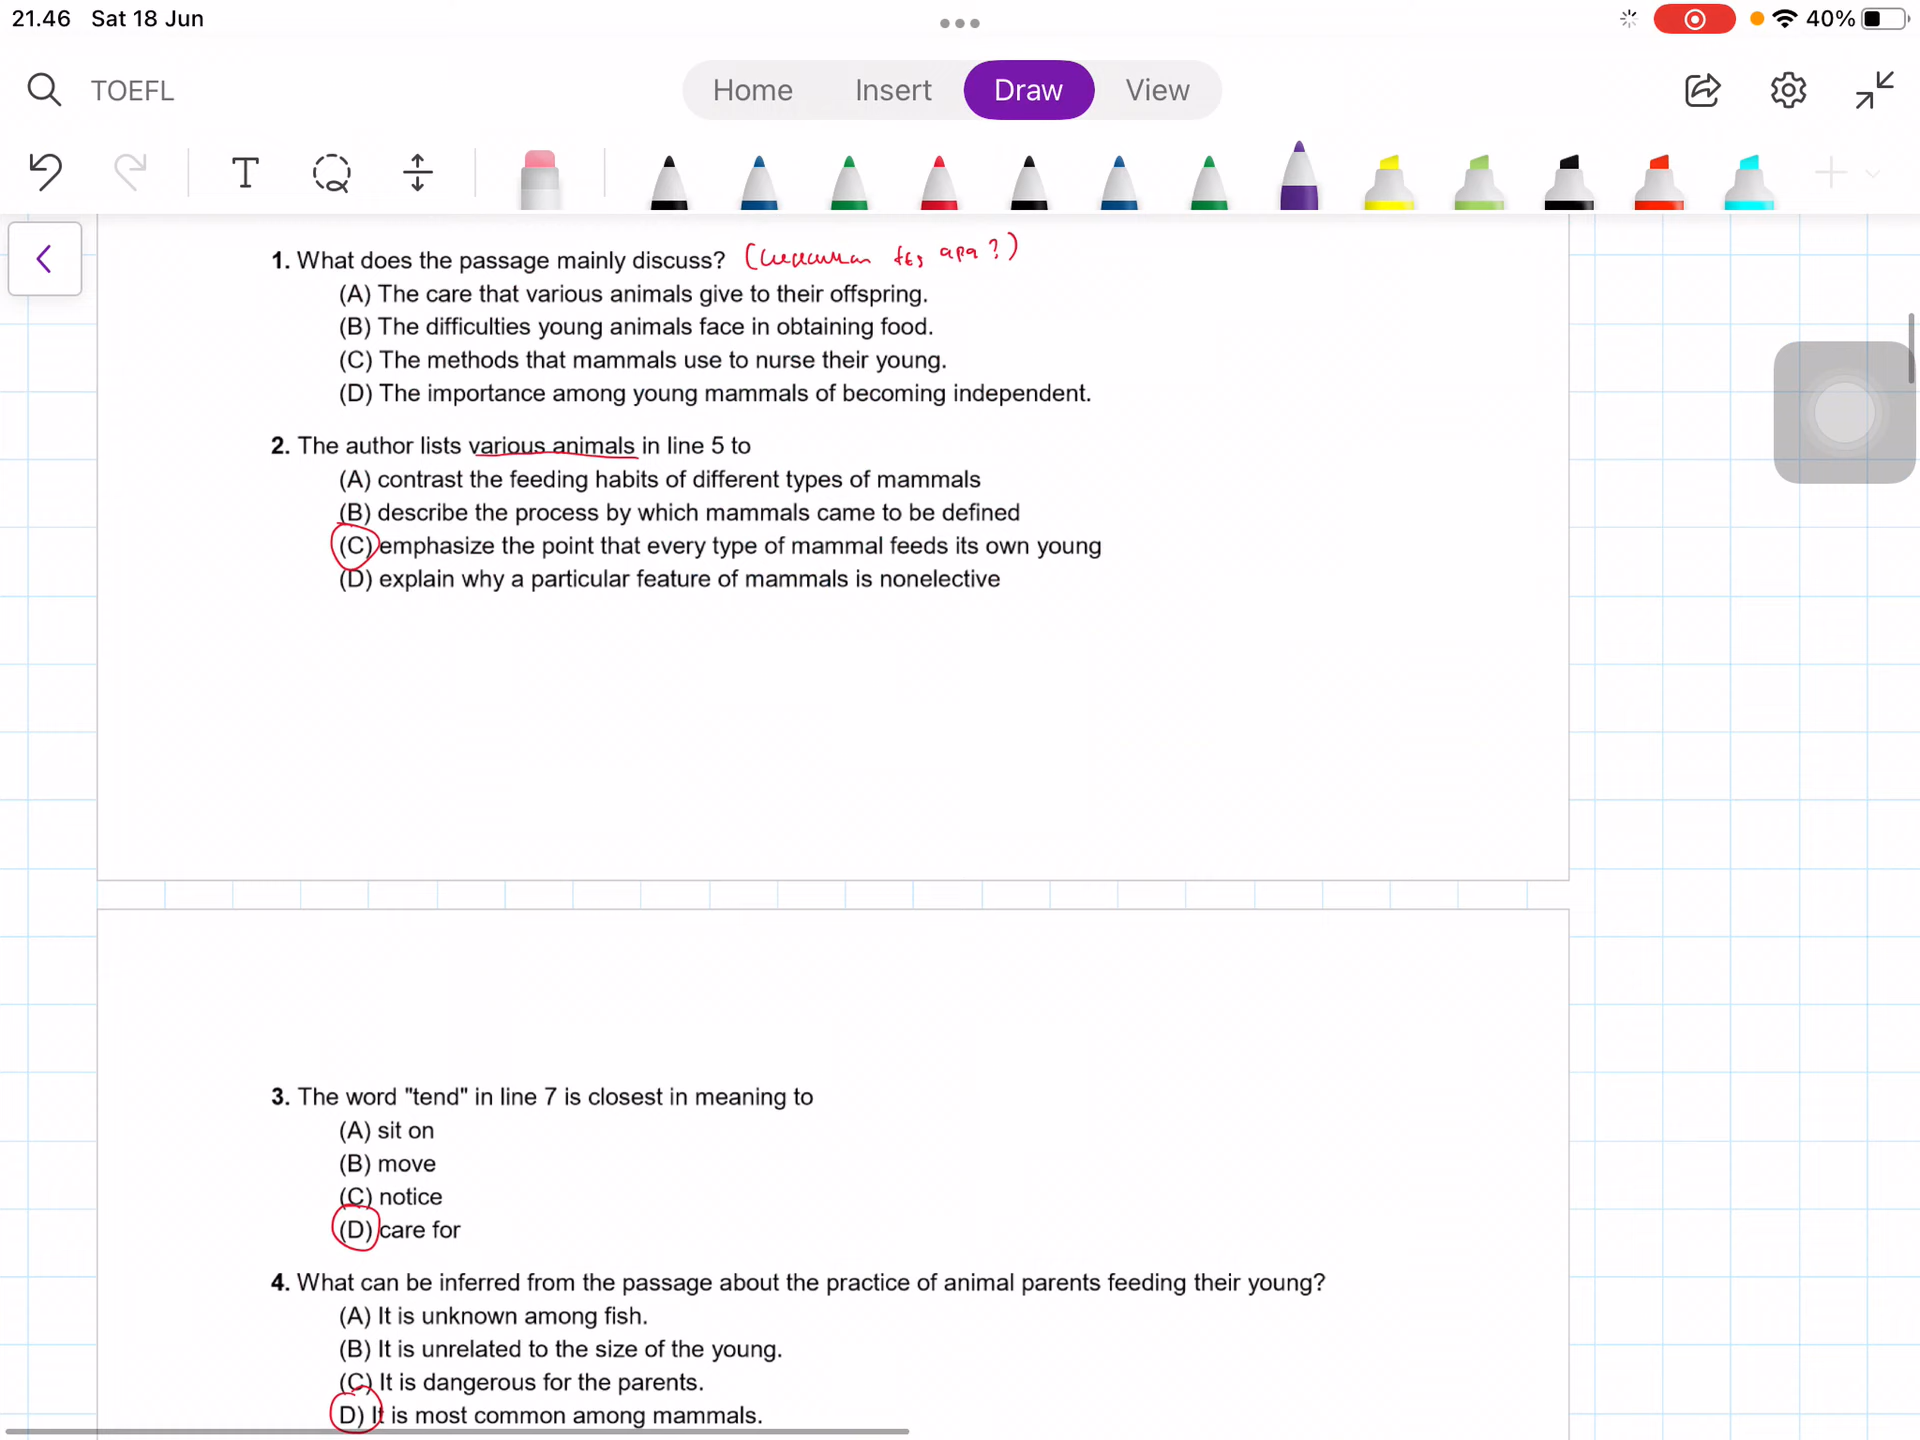 21.46 Sat 18 Jun
40%
TOEFL
Home Insert Draw View
T
1. What does the passage mainly discuss? ( apa ?)
(A) The care that various animals give to their offspring.
(B) The difficulties young animals face in obtaining food.
(C) The methods that mammals use to nurse their young.
(D) The importance among young mammals of becoming independent.
2. The author lists various animals in line 5 to
(A) contrast the feeding habits of different types of mammals
(B) describe the process by which mammals came to be defined
(C) emphasize the point that every type of mammal feeds its own young
(D) explain why a particular feature of mammals is nonelective
3. The word "tend" in line 7 is closest in meaning to
(A) sit on
(B) move
(C) notice
(D) care for
4. What can be inferred from the passage about the practice of animal parents feeding their young?
(A) It is unknown among fish.
(B) It is unrelated to the size of the young.
(C) It is dangerous for the parents.
D) It is most common among mammals.